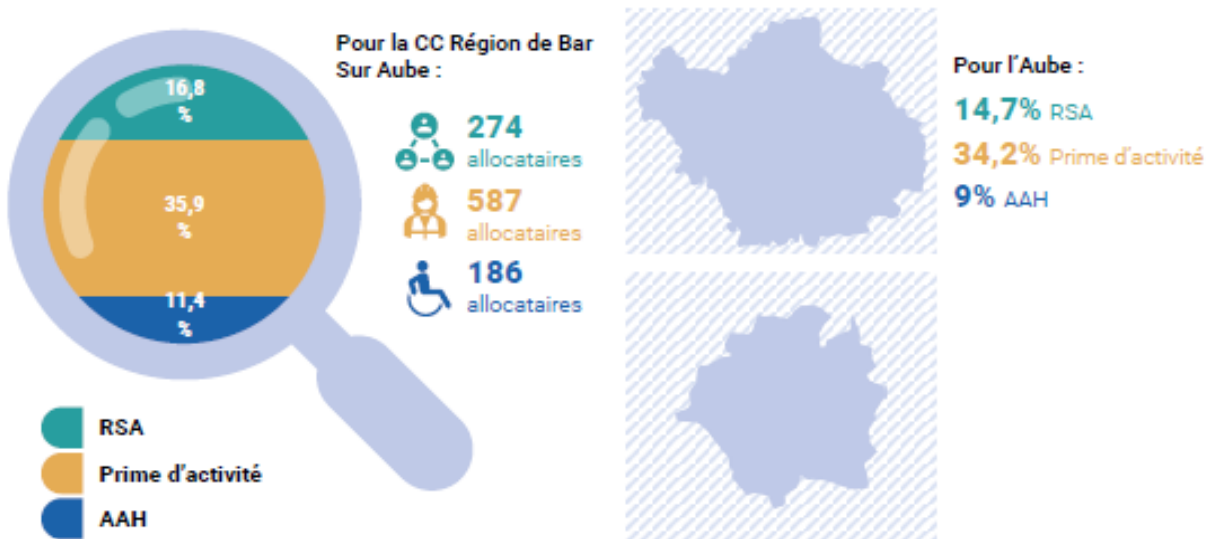 16,8
%
35,9
%
11,4
%
RSA
Prime d'activité
AAH
Pour la CC Région de Bar
Sur Aube :
274
allocataires
587
allocataires
186
allocataires
Pour l'Aube :
14,7% RSA
34,2% Prime d'activité
9% AAH